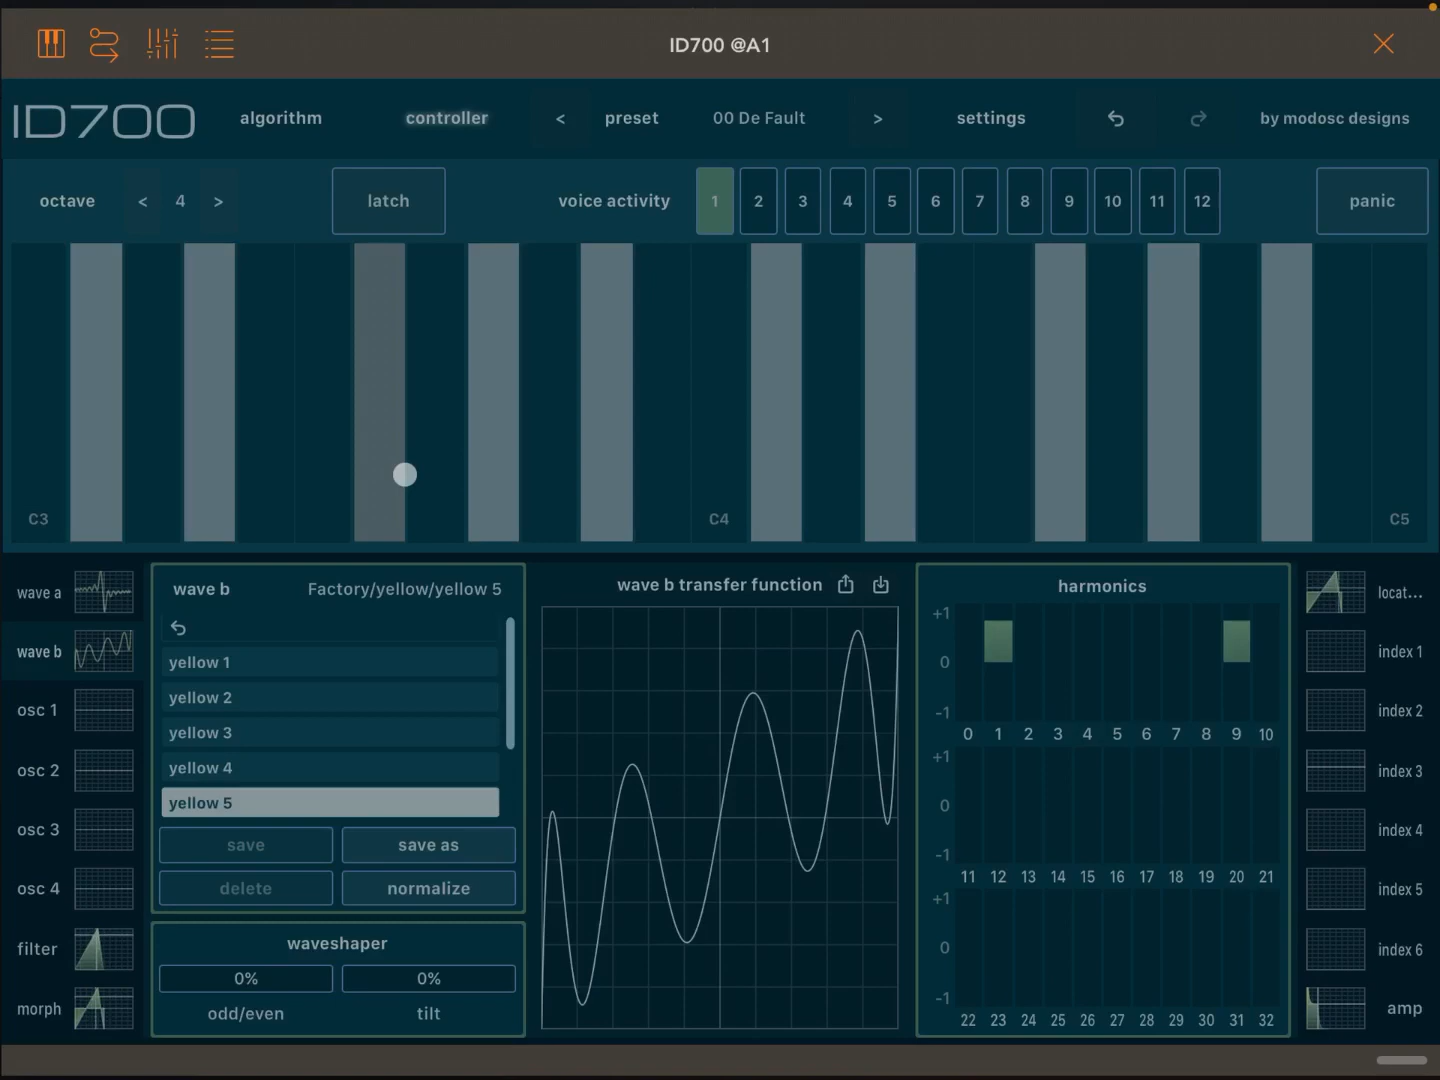 ID700 @A1
ID700 algorithm controller < preset 00 De Fault > settings by modosc designs
octave < 4 > latch voice activity 1 2 3 4 5 6 7 8 9 10 11 12 panic
C3 C4 C5
wave a
wave b
osc 1
osc 2
osc 3
osc 4
filter
morph
wave b Factory/yellow/yellow 5
yellow 1
yellow 2
yellow 3
yellow 4
yellow 5
save save as
delete normalize
waveshaper
0% 0%
odd/even tilt
wave b transfer function
harmonics
+1
0
-1
0 1 2 3 4 5 6 7 8 9 10
+1
0
-1
11 12 13 14 15 16 17 18 19 20 21
+1
0
-1
22 23 24 25 26 27 28 29 30 31 32
locat...
index 1
index 2
index 3
index 4
index 5
index 6
amp